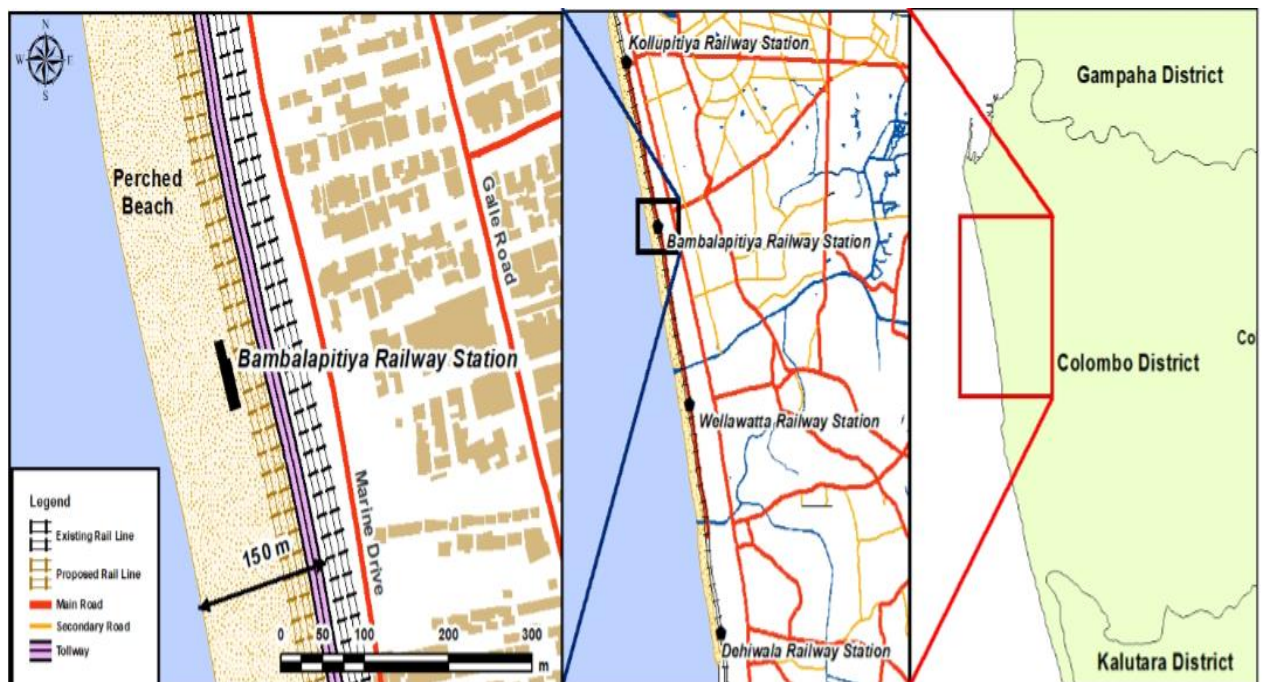 N
W
E
S
Perched
Beach
Galle Road
Bambalapitiya Railway Station
Marine Drive
150 m
Legend
Existing Rail Line
Proposed Rail Line
Main Road
Secondary Road
Tollway
0 50 100 200 300
m
Kollupitiya Railway Station
Bambalapitiya Railway Station
Wellawatta Railway Station
Dehiwala Railway Station
Gampaha District
Co
Colombo District
Kalutara District